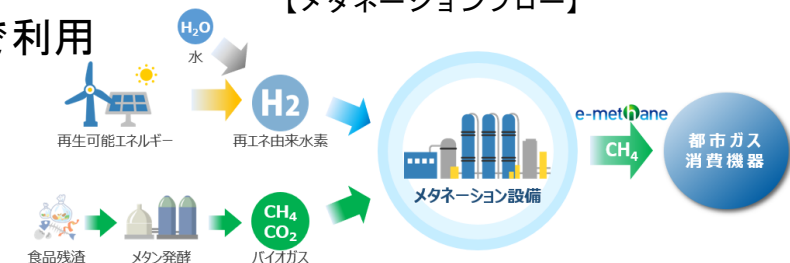 【メタネーションフロー】
で利用
H₂O
水
再生可能エネルギー
H2
再エネ由来水素
メタネーション設備
e-methane
CH₄
都市ガス
消費機器
食品残渣
メタン発酵
CH₄
CO₂
バイオガス